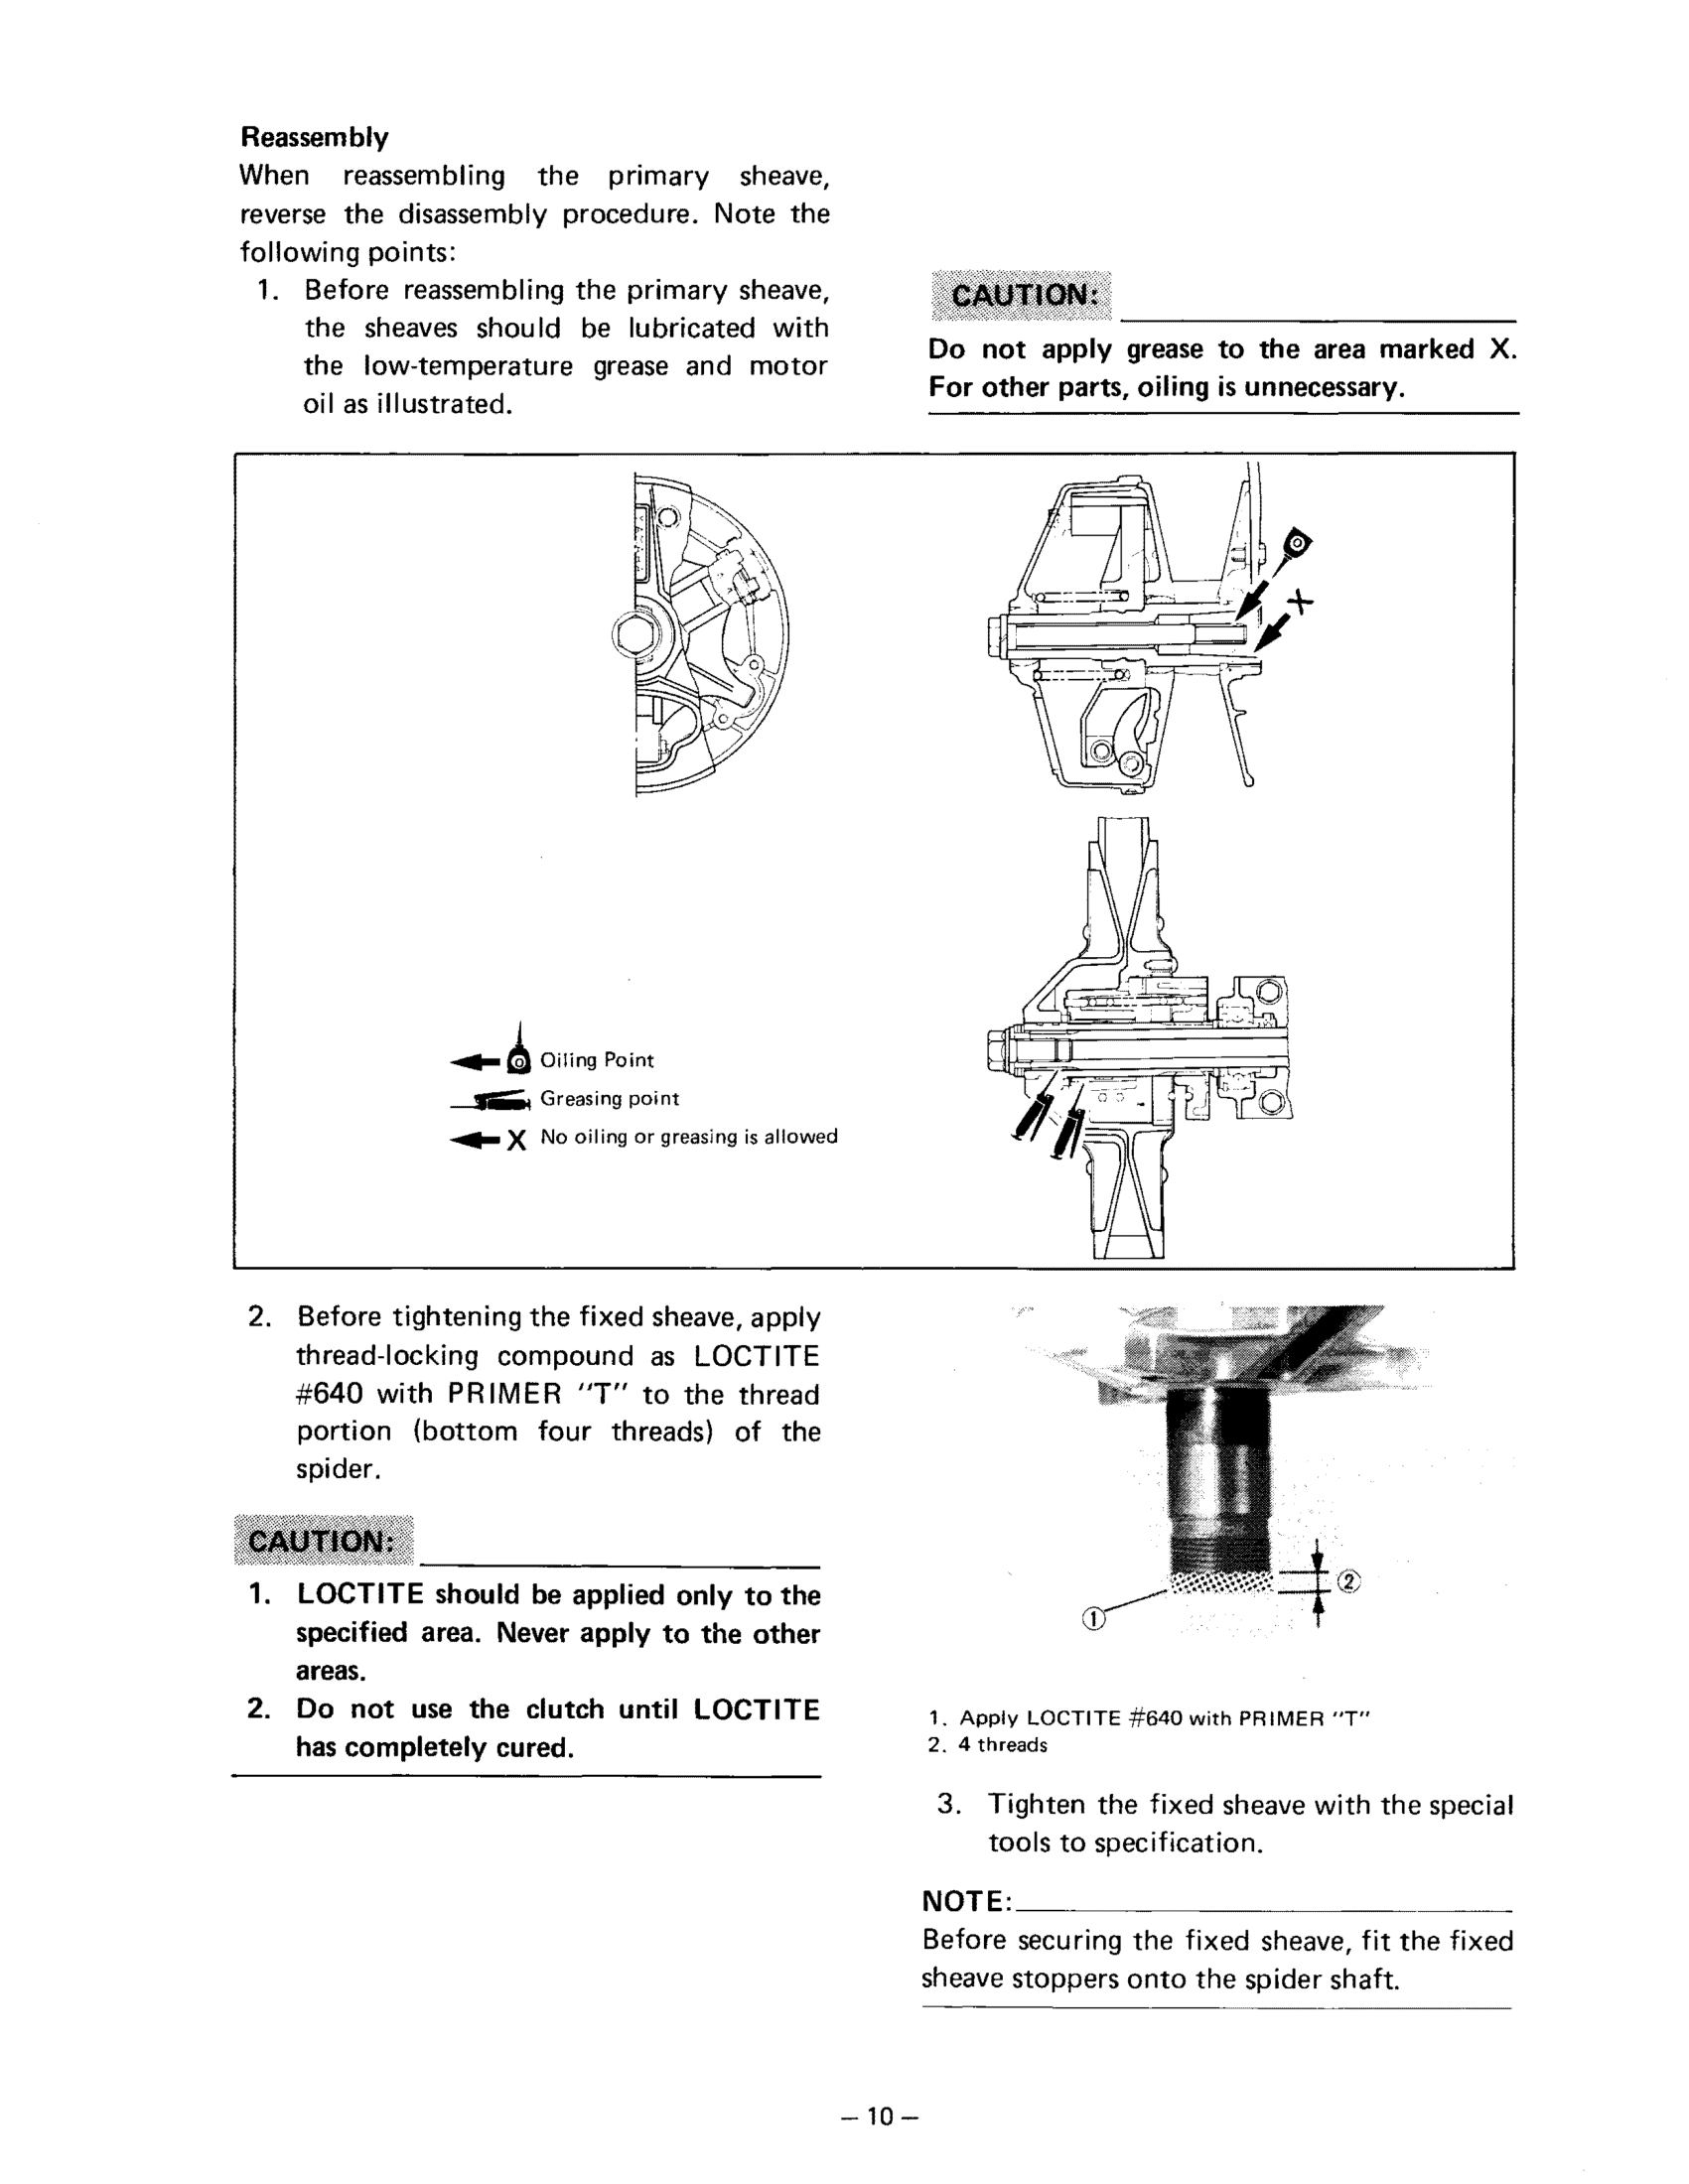 Reassembly
When reassembling the primary sheave,
reverse the disassembly procedure. Note the
following points:
1. Before reassembling the primary sheave,
the sheaves should be lubricated with
the low-temperature grease and motor
oil as illustrated.
CAUTION:
Do not apply grease to the area marked X.
For other parts, oiling is unnecessary.
X
Oiling Point
Greasing point
X No oiling or greasing is allowed
2. Before tightening the fixed sheave, apply
thread-locking compound as LOCTITE
#640 with PRIMER "T" to the thread
portion (bottom four threads) of the
spider.
CAUTION:
1. LOCTITE should be applied only to the
specified area. Never apply to the other
areas.
2. Do not use the clutch until LOCTITE
has completely cured.
②
①
1. Apply LOCTITE #640 with PRIMER "T"
2. 4 threads
3. Tighten the fixed sheave with the special
tools to specification.
NOTE:
Before securing the fixed sheave, fit the fixed
sheave stoppers onto the spider shaft.
– 10 –